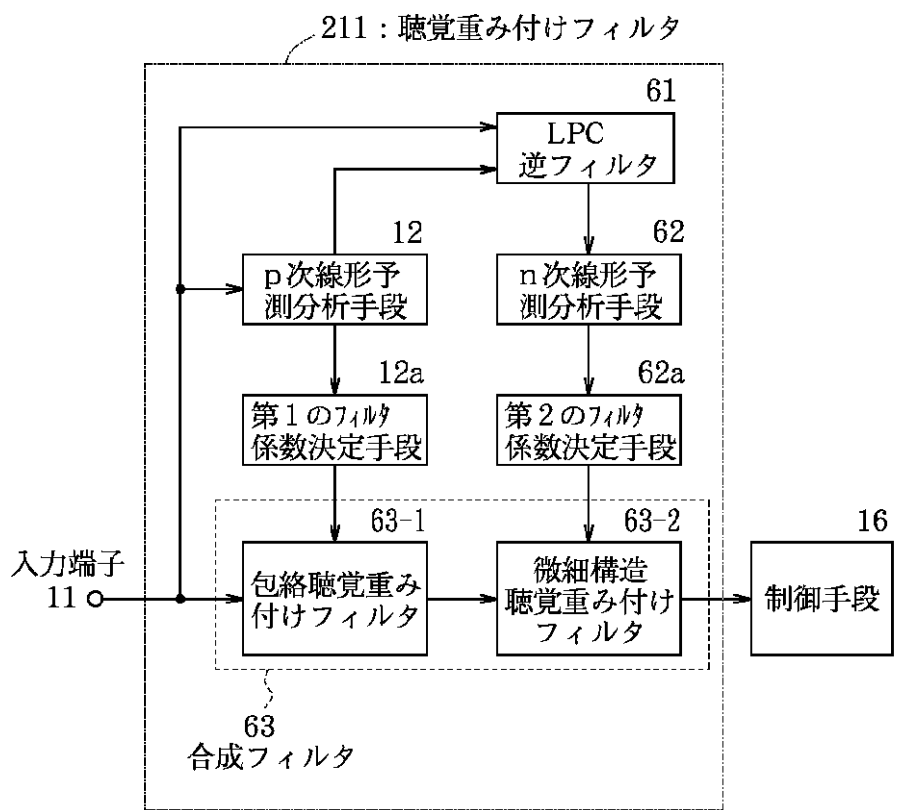 211：聴覚重み付けフィルタ
61
LPC
逆フィルタ
12
p次線形予
測分析手段
62
n次線形予
測分析手段
12a
第1のフィルタ
係数決定手段
62a
第2のフィルタ
係数決定手段
63-1
包絡聴覚重み
付けフィルタ
63-2
微細構造
聴覚重み付け
フィルタ
16
制御手段
入力端子
11
63
合成フィルタ